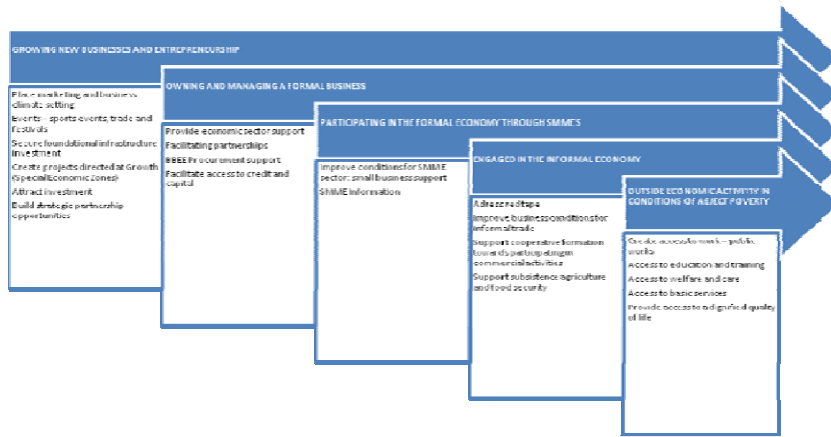 GROWING NEW BUSINESSES AND ENTREPRENEURSHIP
Place marketing and business
climate setting
Events – sports events, trade and
festivals
Secure foundational infrastructure
investment
Create projects directed at Growth
(Special Economic Zones)
Attract investment
Build strategic partnership
opportunities
OWNING AND MANAGING A FORMAL BUSINESS
Provide economic sector support
Facilitating partnerships
BBEE Procurement support
Facilitate access to credit and
capital
PARTICIPATING IN THE FORMAL ECONOMY THROUGH SMME'S
Improve conditions for SMME
sector: small business support
SMME Information
ENGAGED IN THE INFORMAL ECONOMY
Adress red tape
Improve business conditions for
informal trade
Support cooperative formation
towards participating in
commercial activities
Support subsistence agriculture
and food security
OUTSIDE ECONOMIC ACTIVITY IN
CONDITIONS OF ABJECT POVERTY
Create access to work – public
works
Access to education and training
Access to welfare and care
Access to basic services
Provide access to a dignified quality
of life